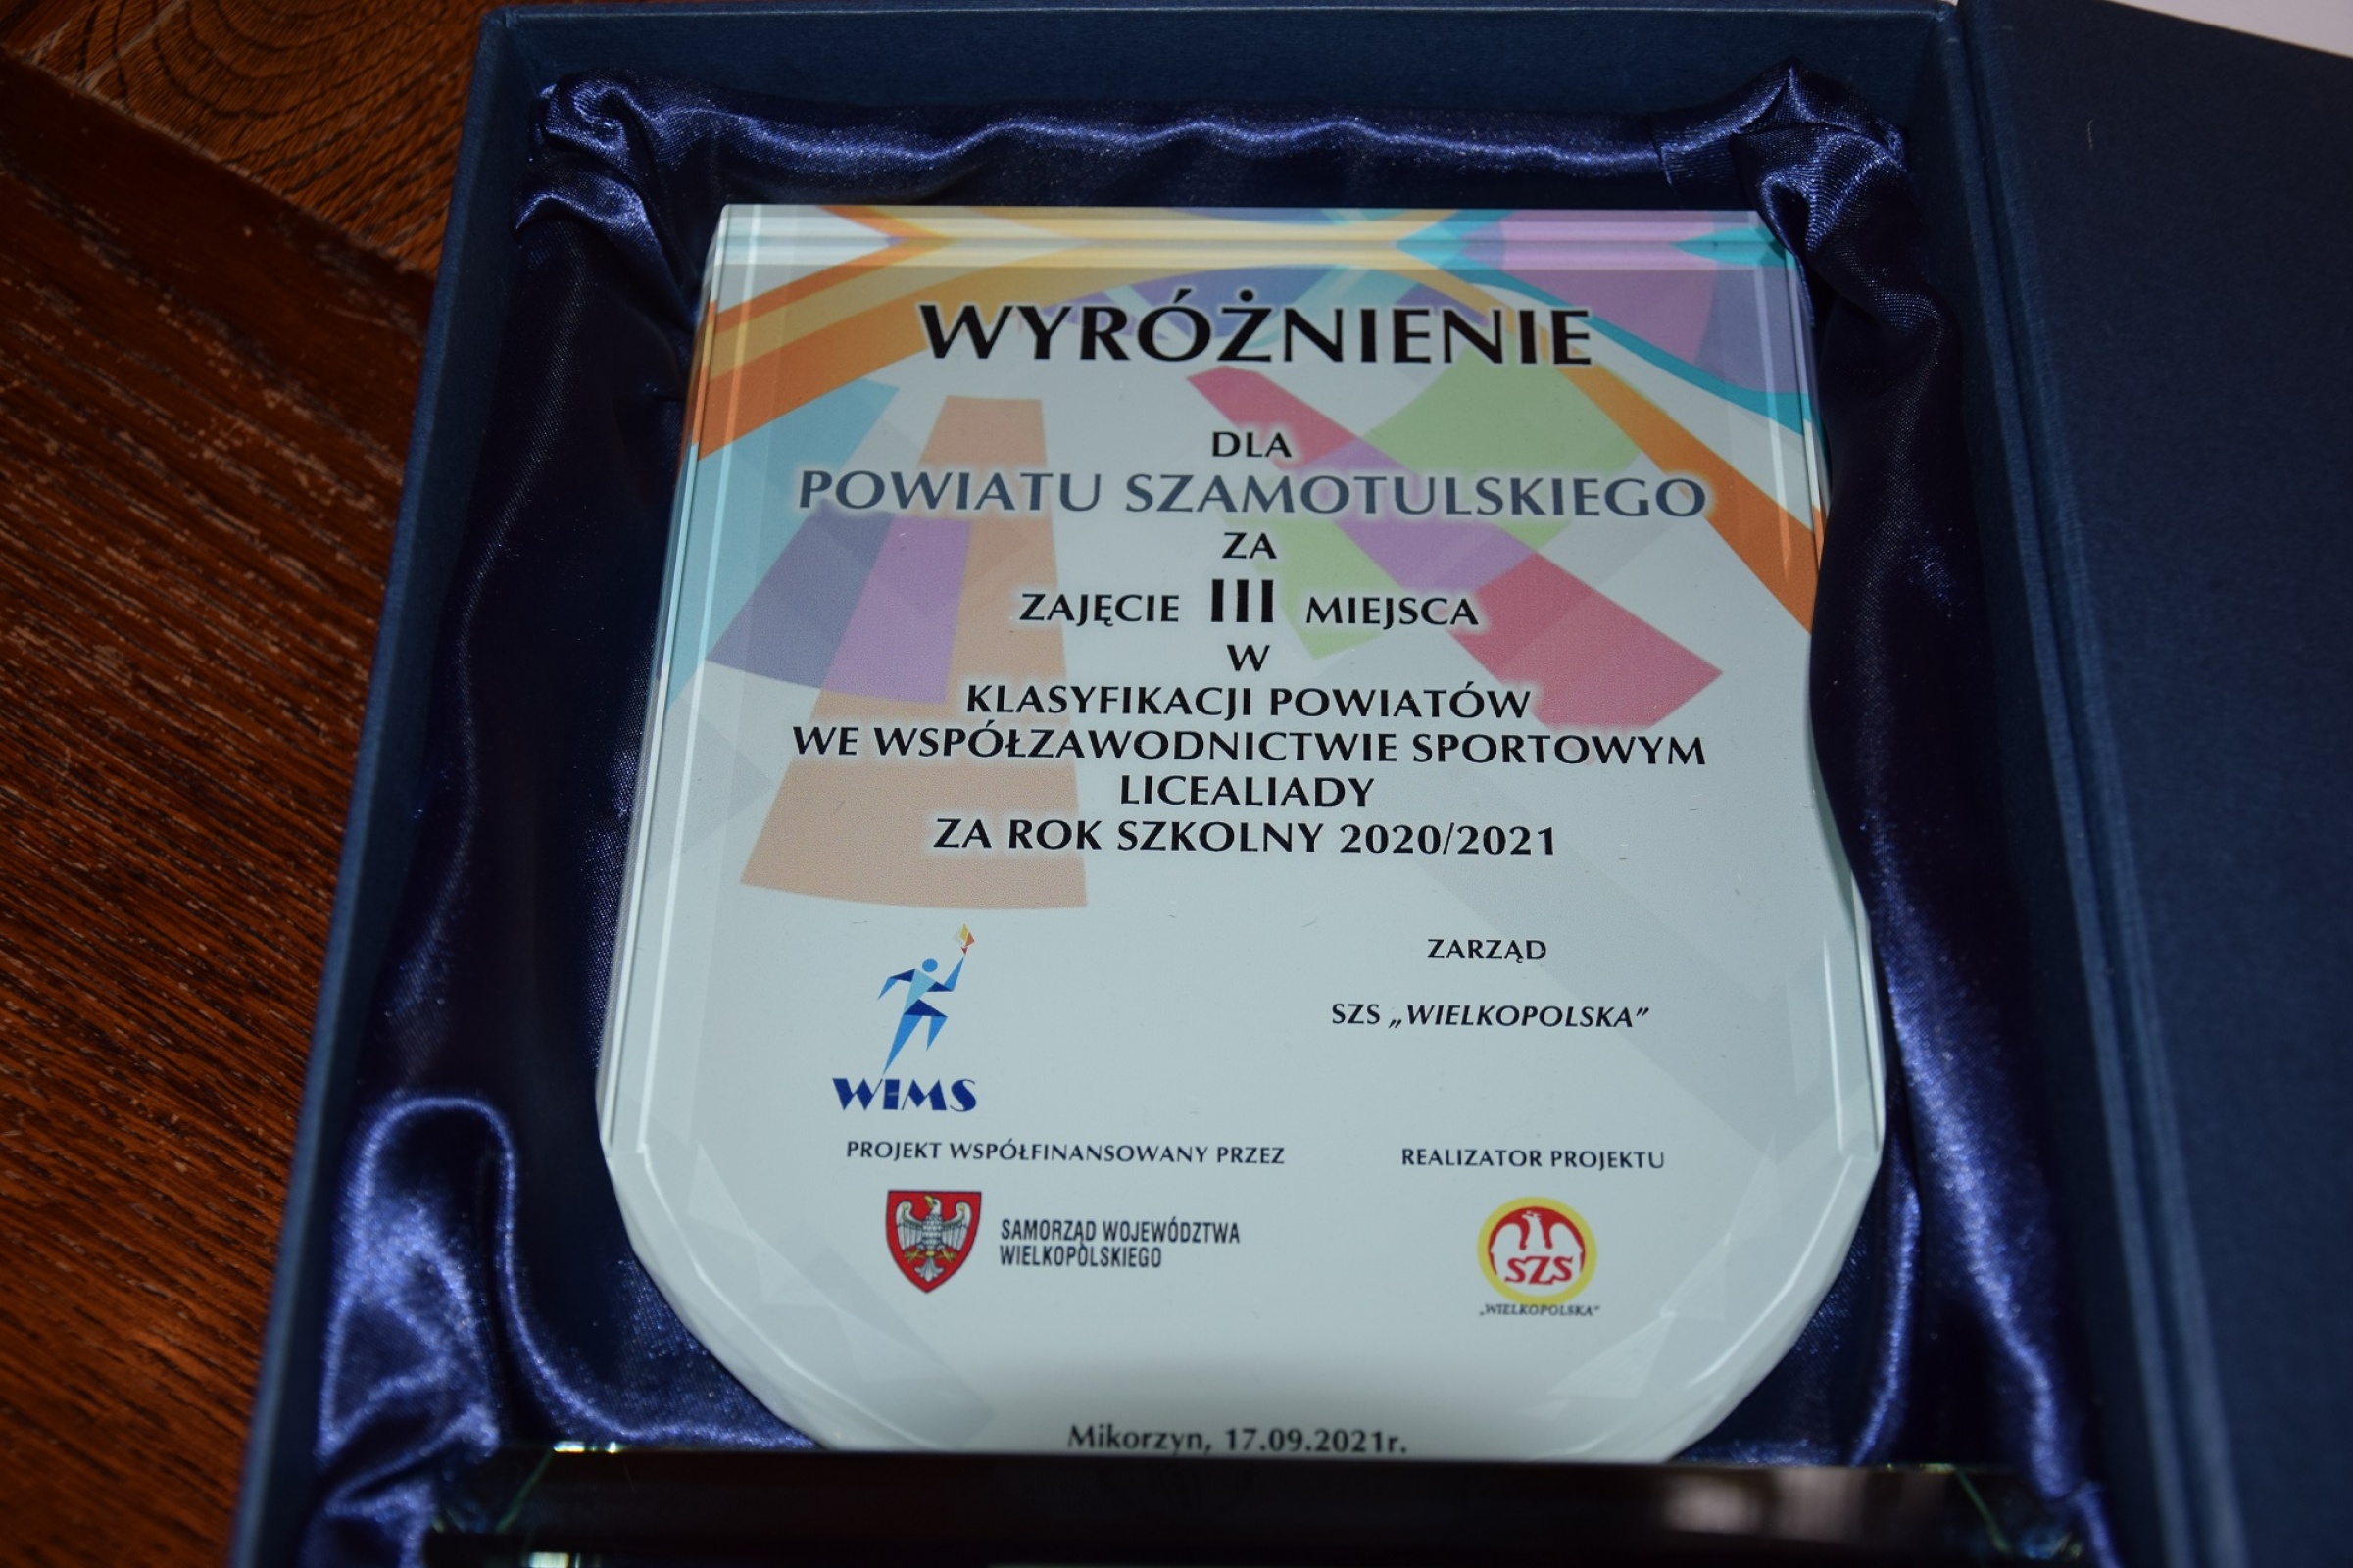 WYRÓŻNIENIE
DLA
POWIATU SZAMOTULSKIEGO
ZA
ZAJĘCIE III MIEJSCA
W
KLASYFIKACJI POWIATÓW
WE WSPÓŁZAWODNICTWIE SPORTOWYM
LICEALIADY
ZA ROK SZKOLNY 2020/2021
ZARZĄD
SZS „WIELKOPOLSKA”
WIMS
PROJEKT WSPÓŁFINANSOWANY PRZEZ
SAMORZĄD WOJEWÓDZTWA
WIELKOPOLSKIEGO
REALIZATOR PROJEKTU
SZS
„WIELKOPOLSKA”
Mikorzyn, 17.09.2021r.